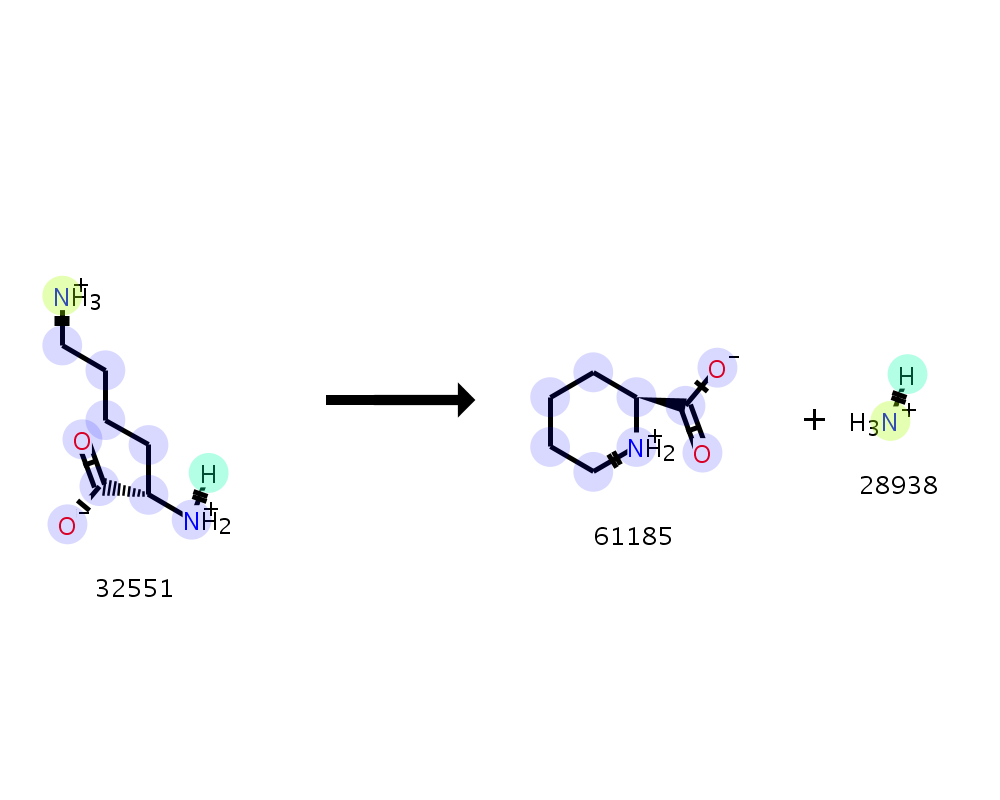 NH3+
O
H
NH2+
O-
32551
O-
NH2+
O
61185
+
H
H3N+
28938